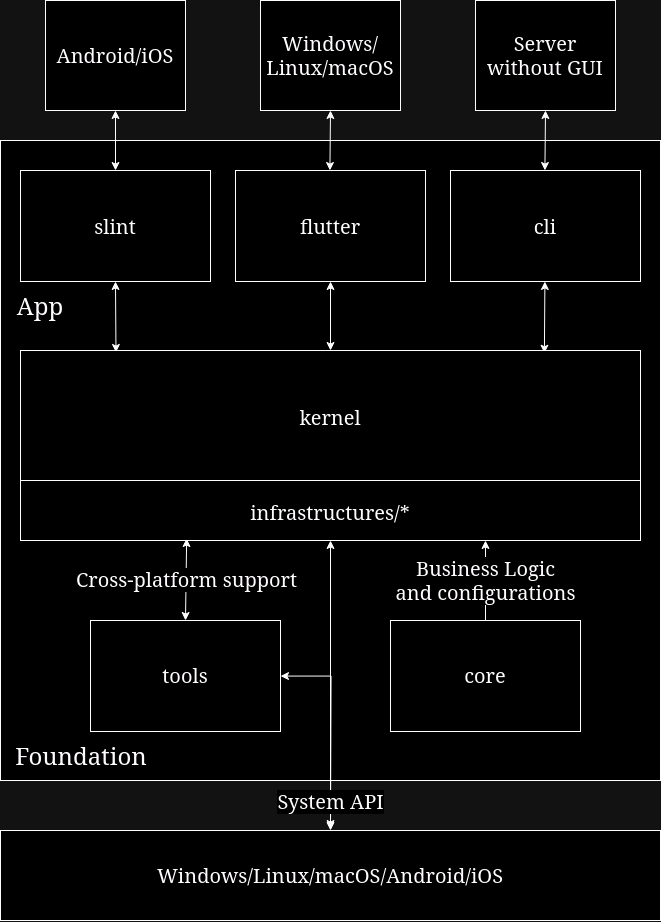 Android/iOS
Windows/
Linux/macOS
Server
without GUI
slint
flutter
cli
App
kernel
infrastructures/*
Cross-platform support
Business Logic
and configurations
tools
core
Foundation
System API
Windows/Linux/macOS/Android/iOS